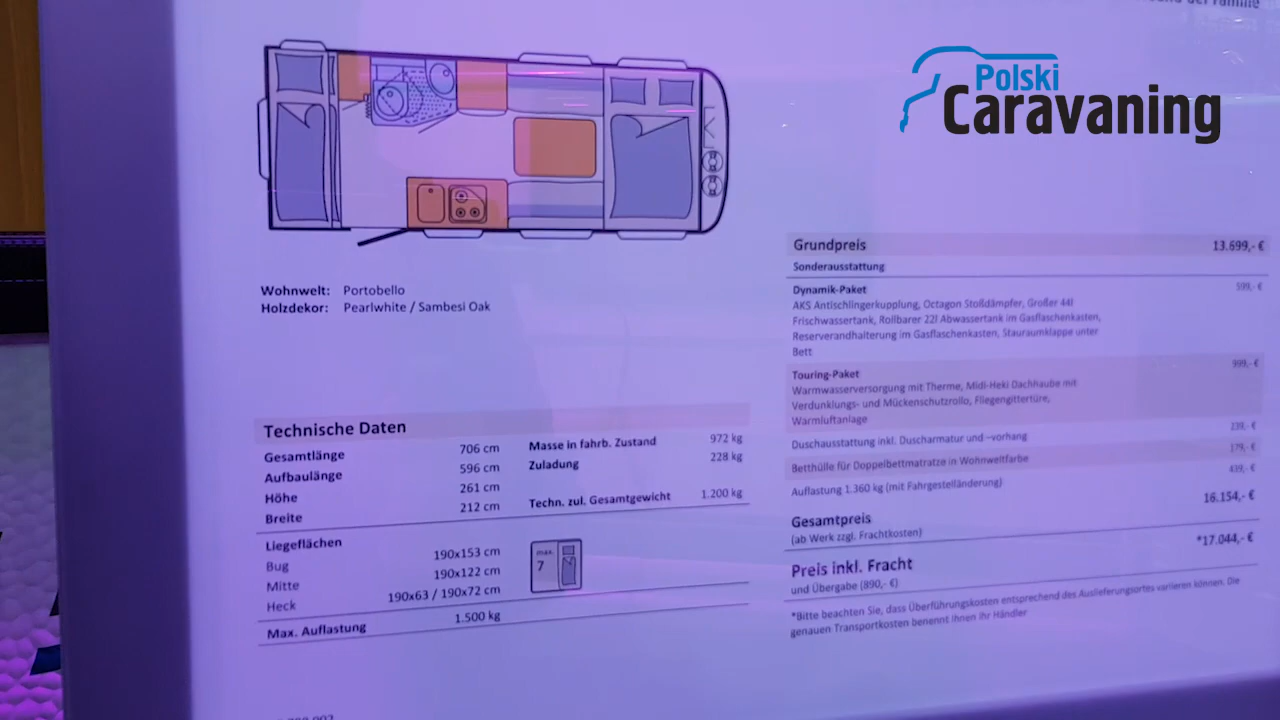 Polski
Caravaning
Wohnwelt: Portobello
Holzdekor: Pearlwhite / Sambesi Oak
Technische Daten
Gesamtlänge 706 cm
Aufbaulänge 596 cm
Höhe 261 cm
Breite 212 cm
Masse in fahrb. Zustand 972 kg
Zuladung 228 kg
Techn. zul. Gesamtgewicht 1.200 kg
Liegeflächen
Bug 190x153 cm
Mitte 190x122 cm
Heck 190x63 / 190x72 cm
max.
7
Max. Auflastung 1.500 kg
Grundpreis 13.699,- €
Sonderausstattung
Dynamik-Paket 599,- €
AKS Antischlingerkupplung, Octagon Stoßdämpfer, Großer 44l
Frischwassertank, Rollbarer 22l Abwassertank im Gasflaschenkasten,
Reserverandhalterung im Gasflaschenkasten, Stauraumklappe unter
Bett
Touring-Paket 999,- €
Warmwasserversorgung mit Therme, Midi-Heki Dachhaube mit
Verdunklungs- und Mückenschutzrollo, Fliegengittertüre,
Warmluftanlage
Duschausstattung inkl. Duscharmatur und –vorhang 239,- €
Betthülle für Doppelbettmatratze in Wohnweltfarbe 179,- €
Auflastung 1.360 kg (mit Fahrgestelländerung) 439,- €
Gesamtpreis 16.154,- €
(ab Werk zzgl. Frachtkosten)
Preis inkl. Fracht *17.044,- €
und Übergabe (890,- €)
*Bitte beachten Sie, dass Überführungskosten entsprechend des Auslieferungsortes variieren können. Die
genauen Transportkosten benennt Ihnen Ihr Händler